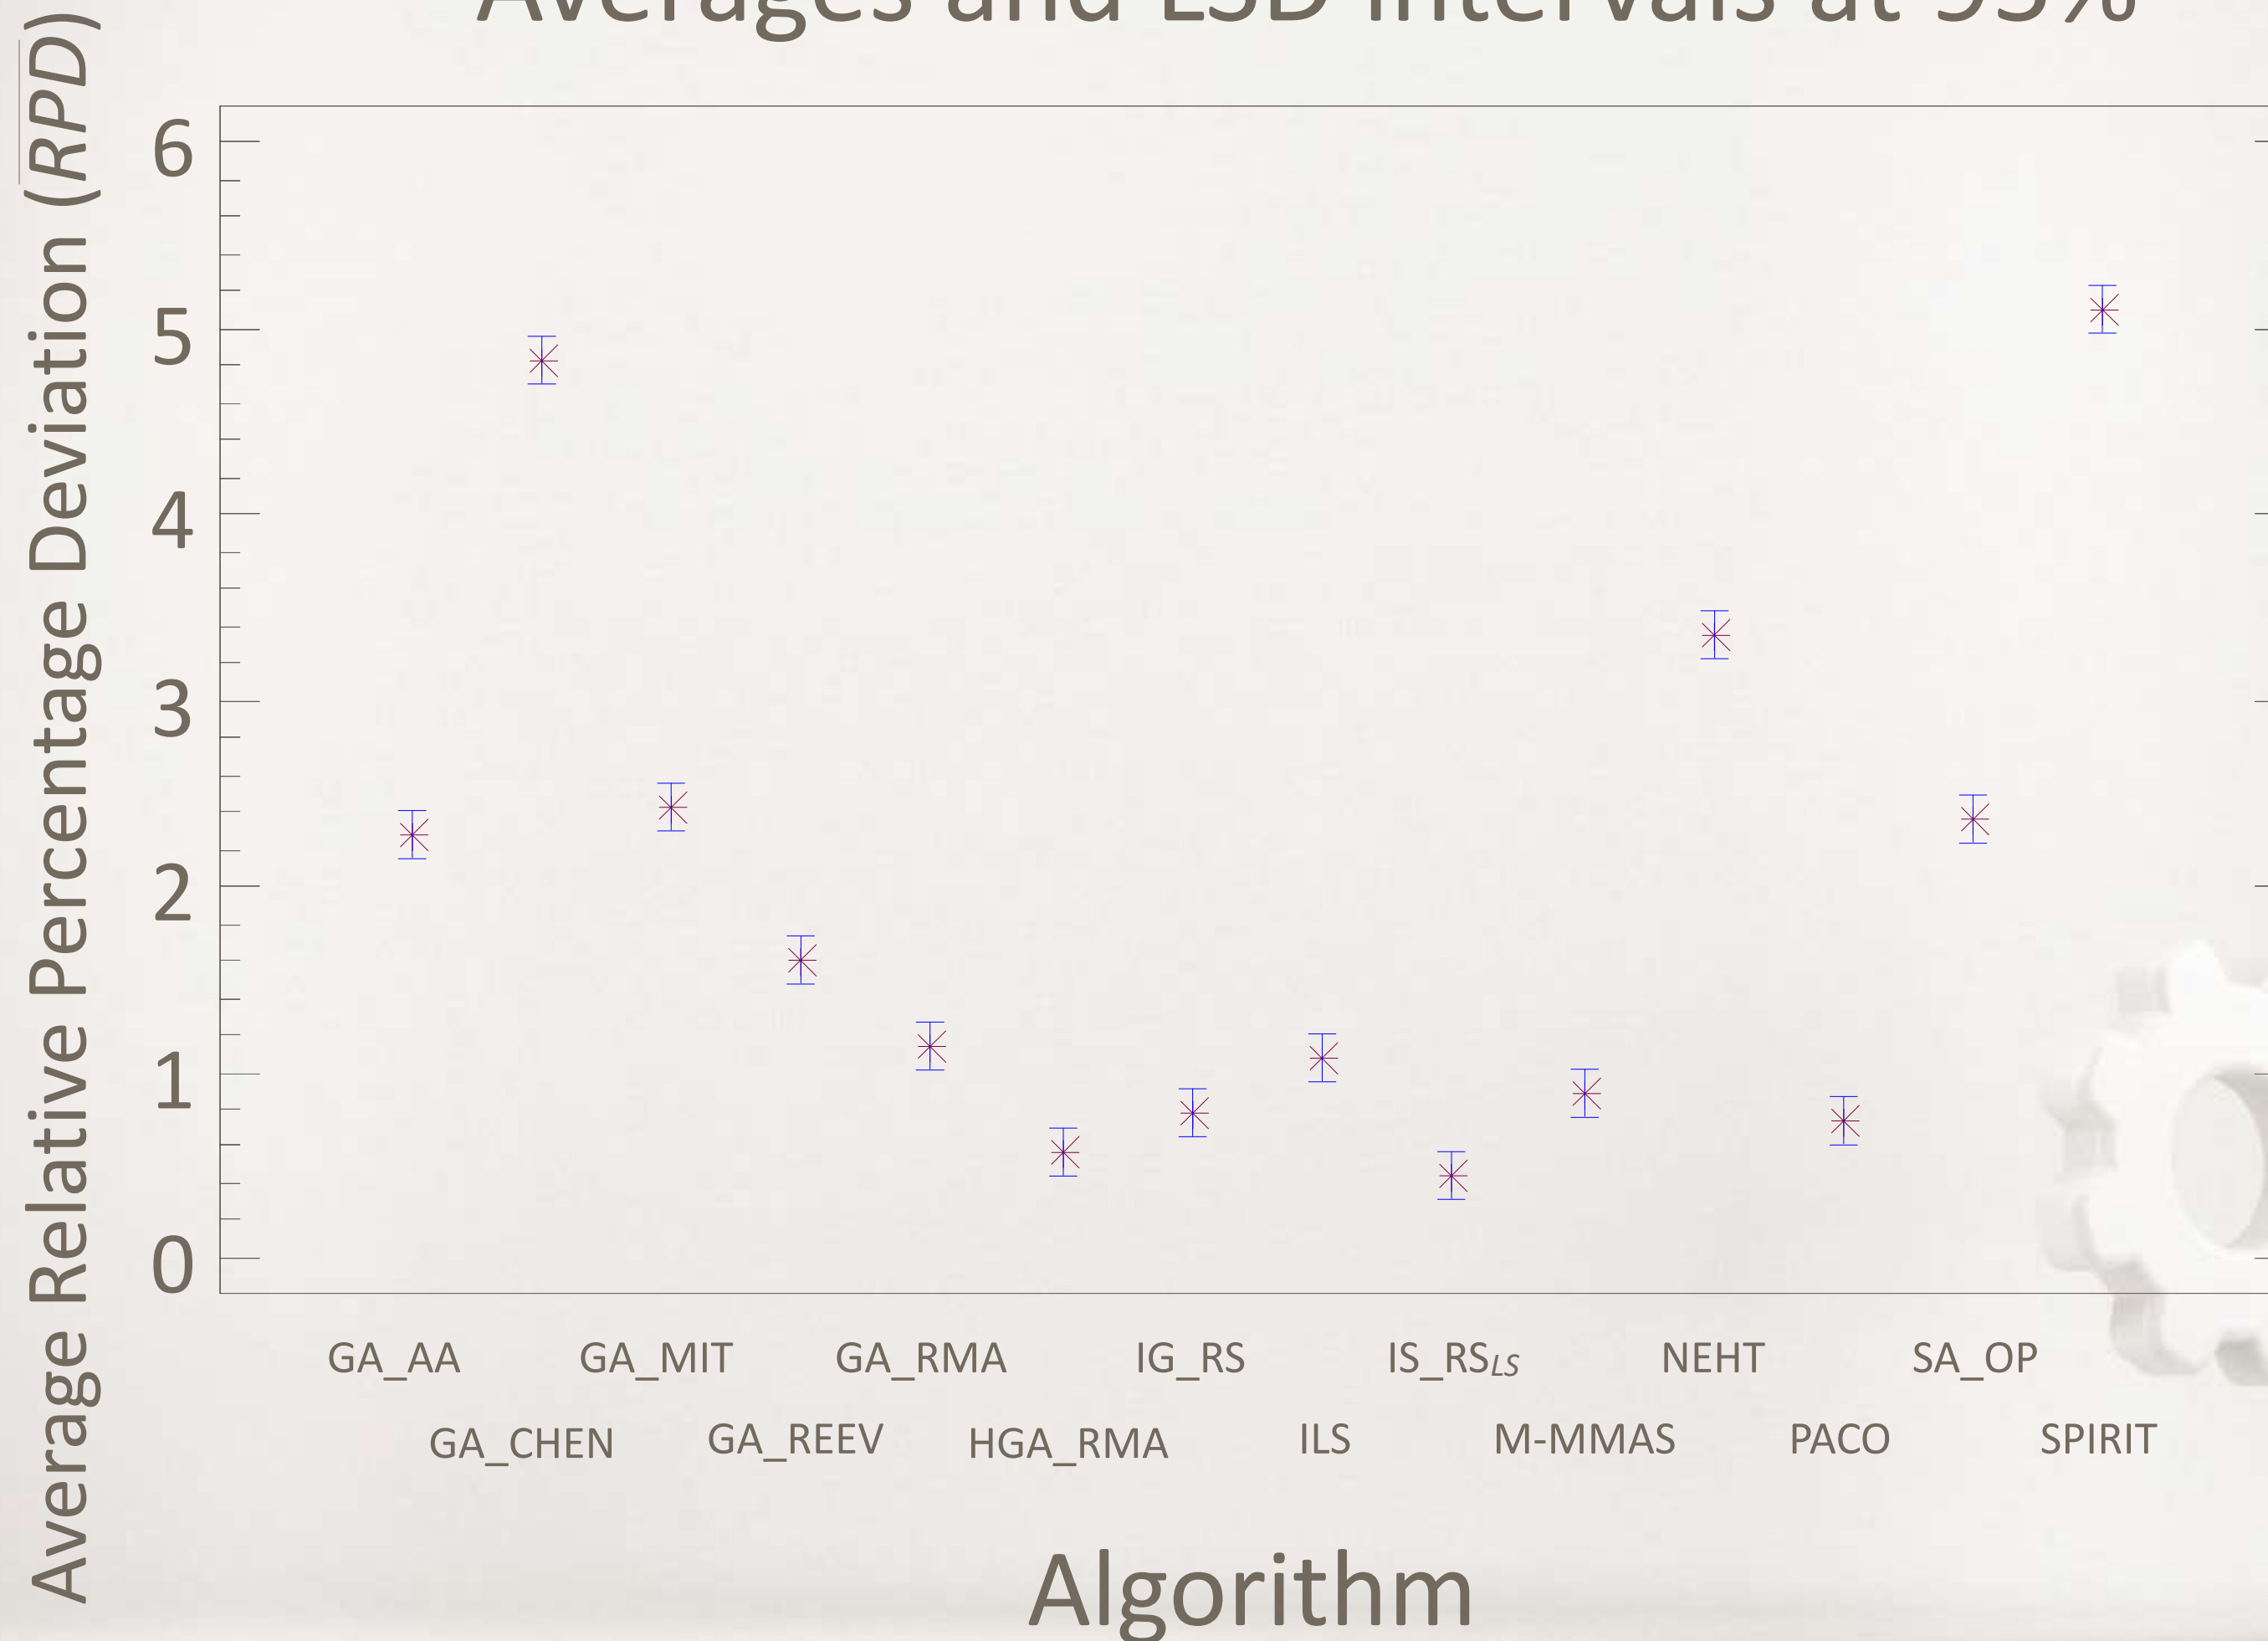 Averages and LSD intervals at 95%
Average Relative Percentage Deviation (RPD)
6
5
4
3
2
1
0
GA_AA GA_MIT GA_RMA IG_RS IS_RSLS NEHT SA_OP
GA_CHEN GA_REEV HGA_RMA ILS M-MMAS PACO SPIRIT
Algorithm